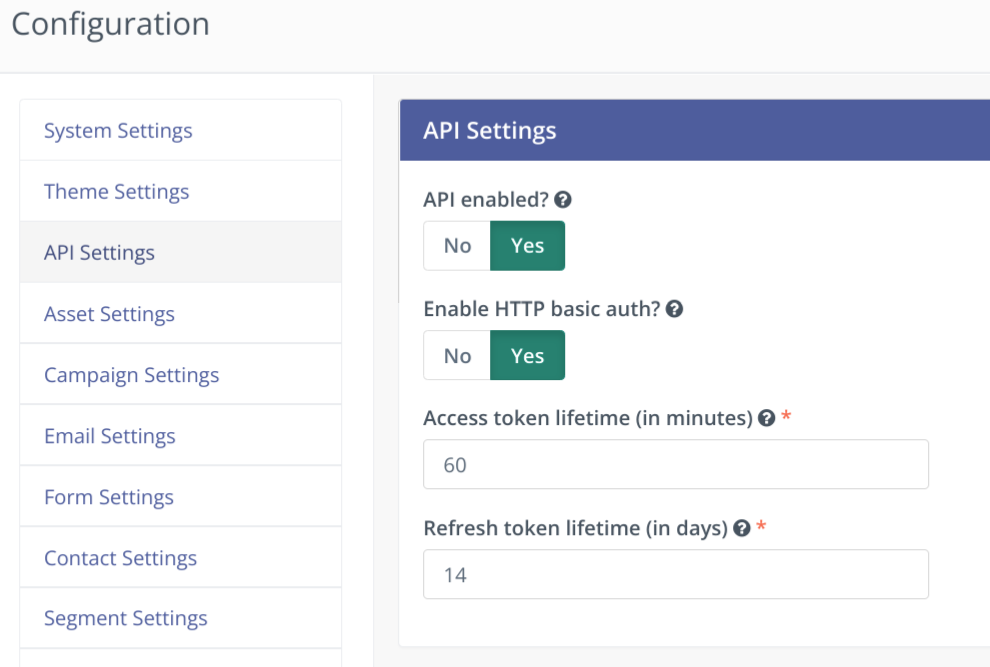 Configuration
System Settings
Theme Settings
API Settings
Asset Settings
Campaign Settings
Email Settings
Form Settings
Contact Settings
Segment Settings
API Settings
API enabled? ?
No Yes
Enable HTTP basic auth? ?
No Yes
Access token lifetime (in minutes) ? *
60
Refresh token lifetime (in days) ? *
14